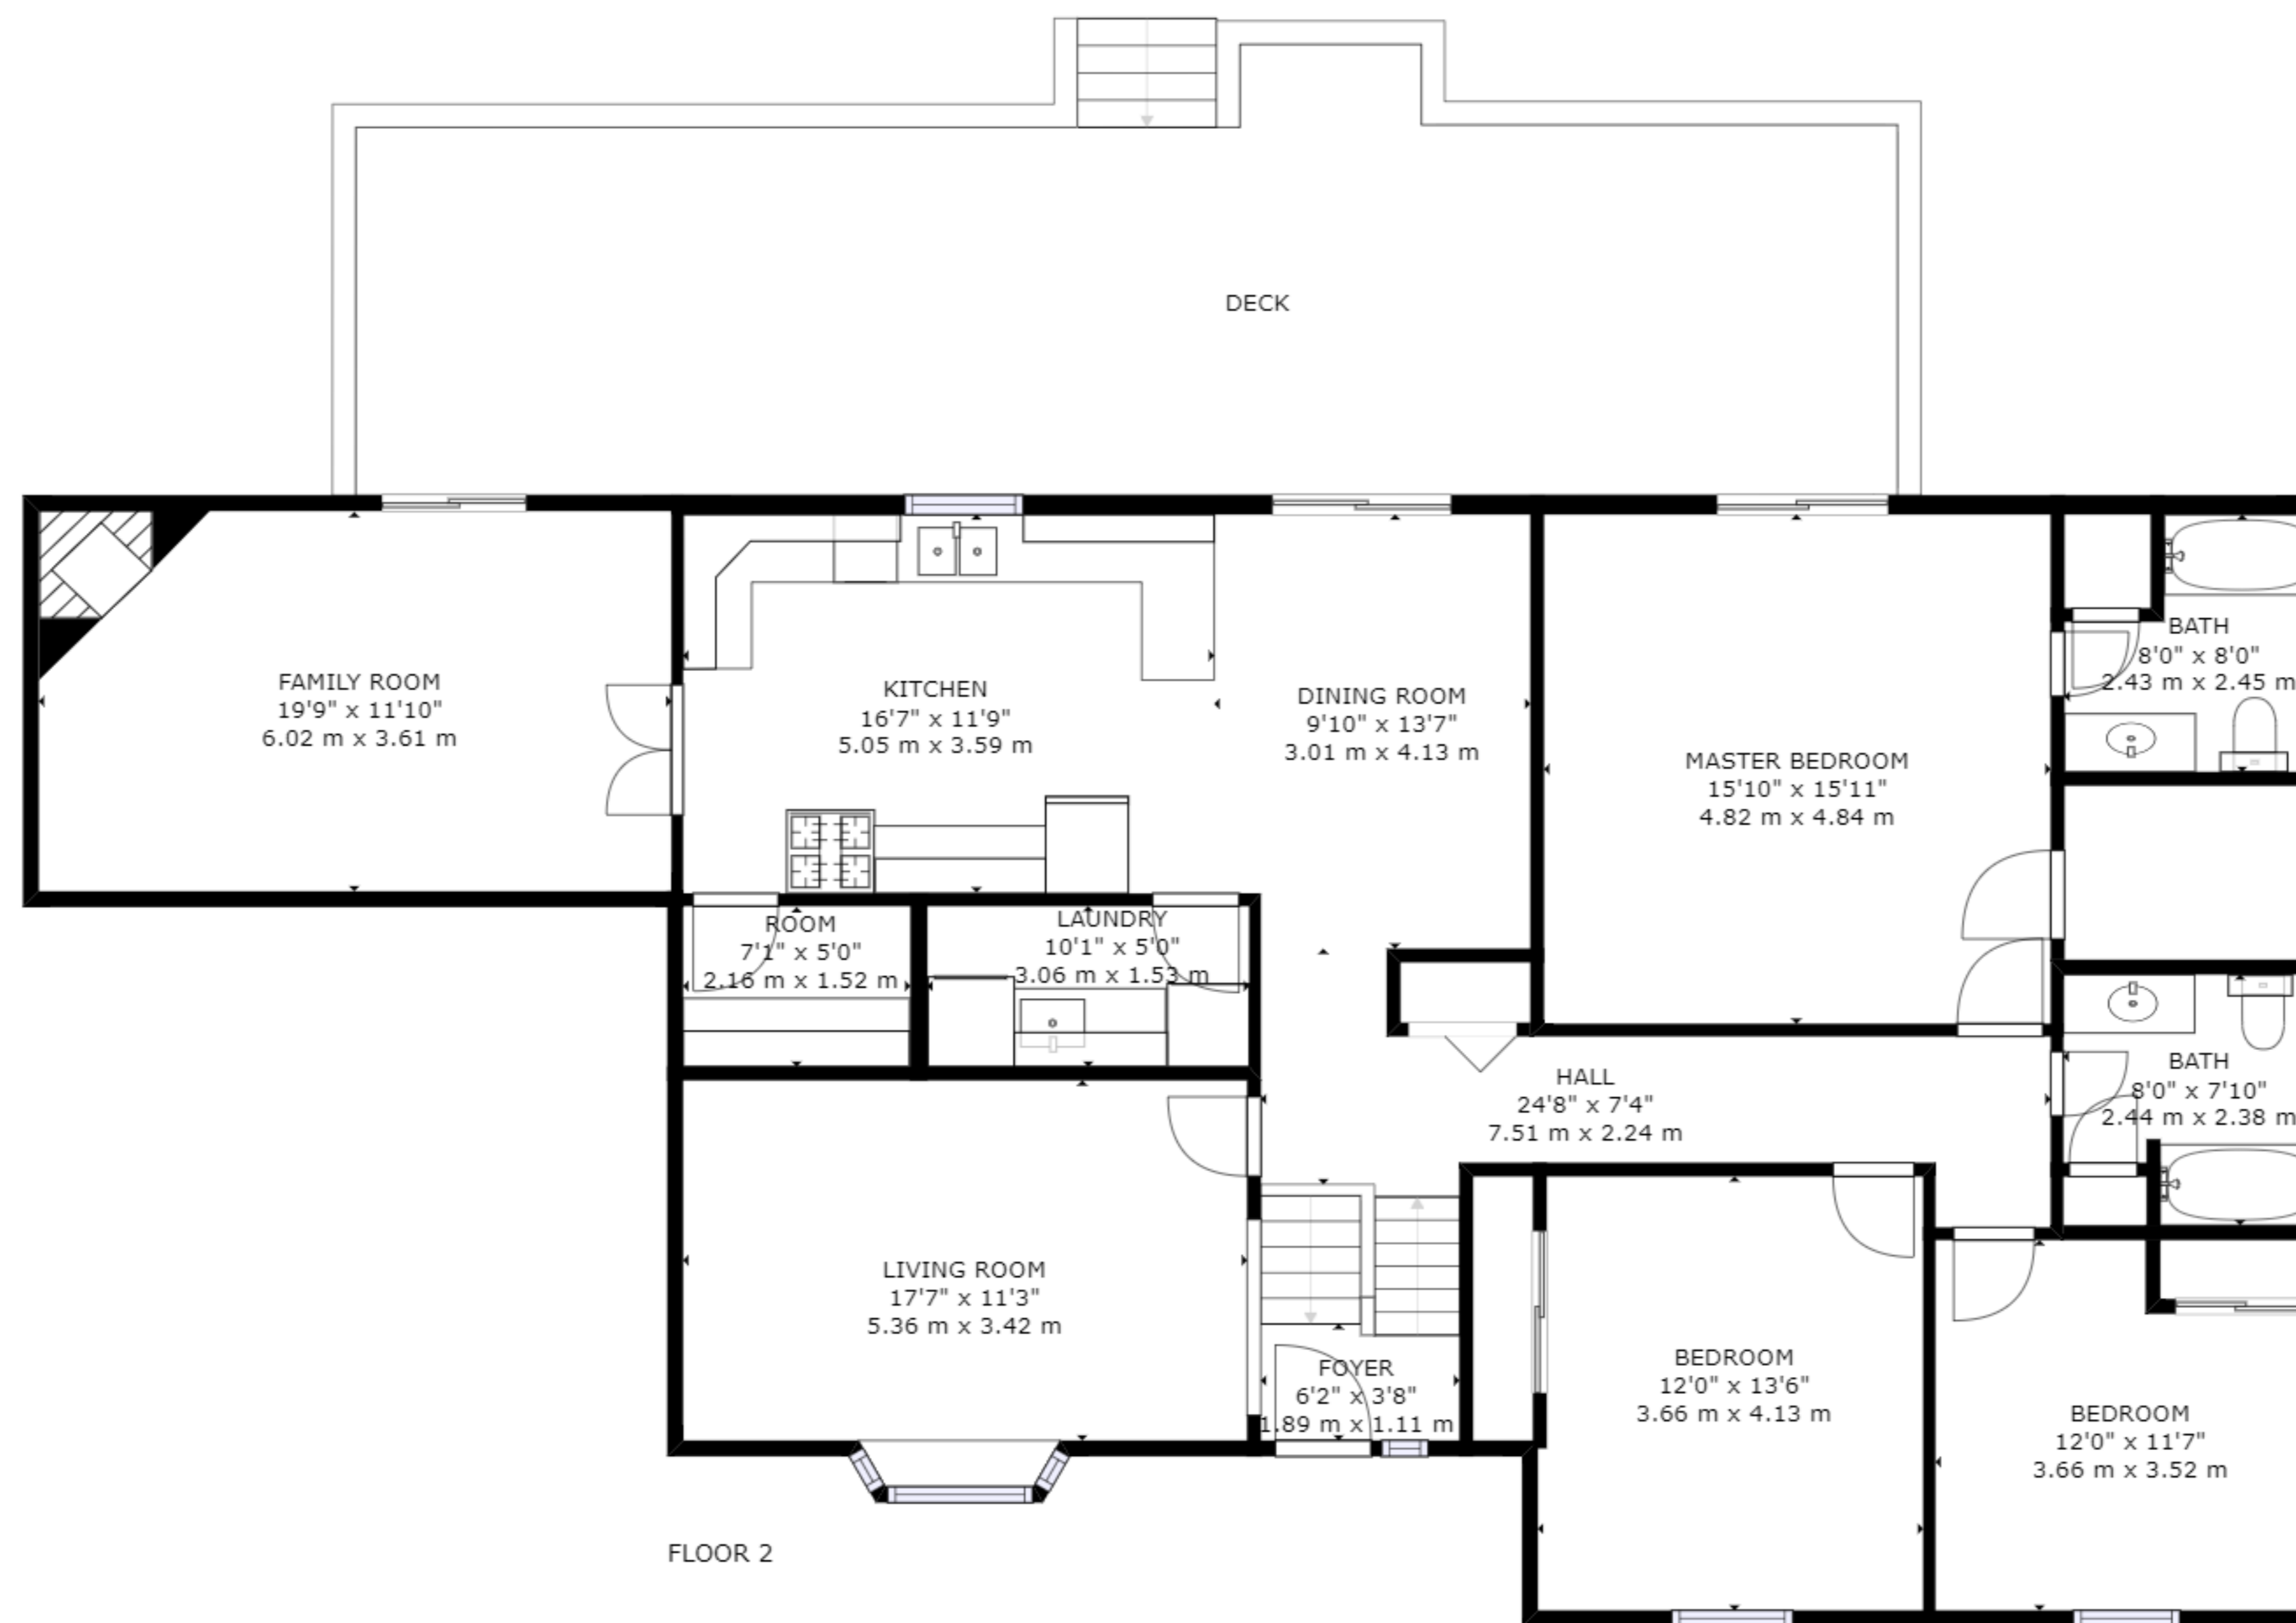 DECK
FAMILY ROOM
19'9" x 11'10"
6.02 m x 3.61 m
KITCHEN
16'7" x 11'9"
5.05 m x 3.59 m
DINING ROOM
9'10" x 13'7"
3.01 m x 4.13 m
MASTER BEDROOM
15'10" x 15'11"
4.82 m x 4.84 m
BATH
8'0" x 8'0"
2.43 m x 2.45 m
ROOM
7'1" x 5'0"
2.16 m x 1.52 m
LAUNDRY
10'1" x 5'0"
3.06 m x 1.53 m
HALL
24'8" x 7'4"
7.51 m x 2.24 m
BATH
8'0" x 7'10"
2.44 m x 2.38 m
LIVING ROOM
17'7" x 11'3"
5.36 m x 3.42 m
FOYER
6'2" x 3'8"
1.89 m x 1.11 m
BEDROOM
12'0" x 13'6"
3.66 m x 4.13 m
BEDROOM
12'0" x 11'7"
3.66 m x 3.52 m
FLOOR 2